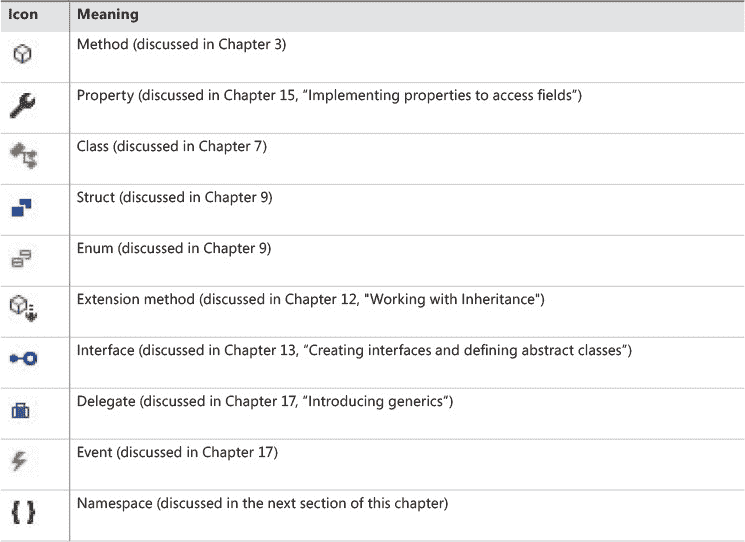 Icon Meaning
Method (discussed in Chapter 3)
Property (discussed in Chapter 15, “Implementing properties to access fields”)
Class (discussed in Chapter 7)
Struct (discussed in Chapter 9)
Enum (discussed in Chapter 9)
Extension method (discussed in Chapter 12, "Working with Inheritance")
Interface (discussed in Chapter 13, “Creating interfaces and defining abstract classes”)
Delegate (discussed in Chapter 17, “Introducing generics”)
Event (discussed in Chapter 17)
{ } Namespace (discussed in the next section of this chapter)